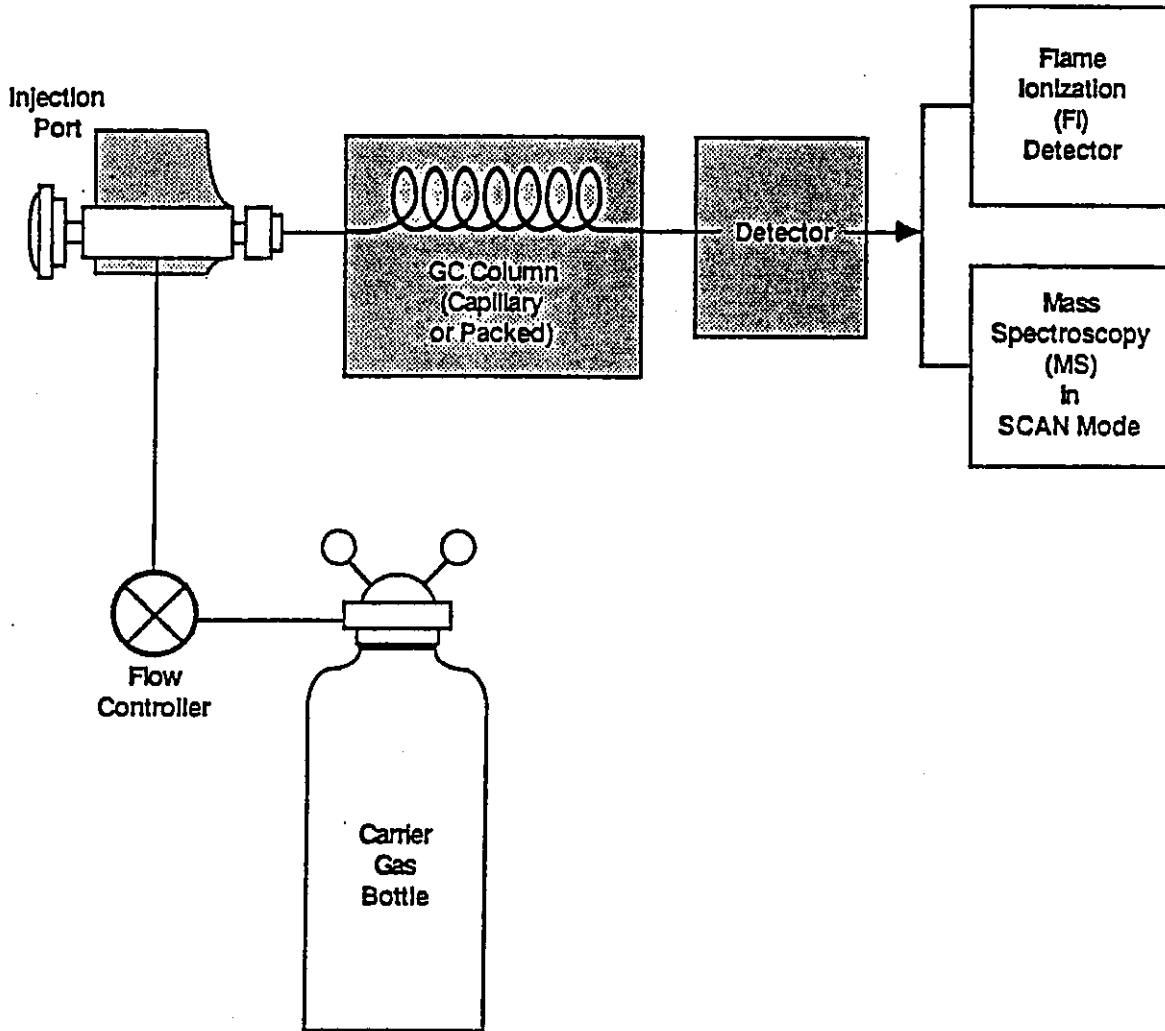 Injection
Port
GC Column
(Capillary
or Packed)
Detector
Flame
Ionization
(FI)
Detector
Mass
Spectroscopy
(MS)
in
SCAN Mode
Flow
Controller
Carrier
Gas
Bottle